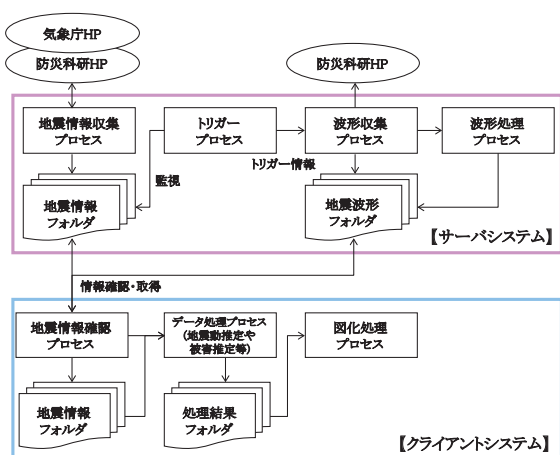 気象庁HP
防災科研HP
防災科研HP
地震情報収集
プロセス
トリガー
プロセス
波形収集
プロセス
波形処理
プロセス
トリガー情報
監視
地震情報
フォルダ
地震波形
フォルダ
【サーバシステム】
情報確認・取得
地震情報確認
プロセス
データ処理プロセス
(地震動推定や
被害推定等)
図化処理
プロセス
地震情報
フォルダ
処理結果
フォルダ
【クライアントシステム】